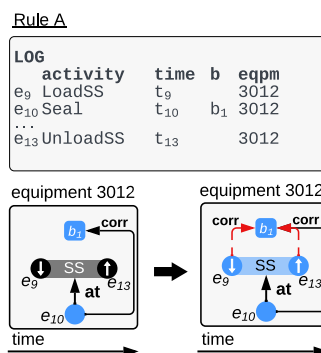 Rule A
LOG
activity time b eqpm
e9 LoadSS t9 3012
e10 Seal t10 b1 3012
...
e13 UnloadSS t13 3012
equipment 3012 equipment 3012
b1 corr corr b1 corr
SS SS
e9 e13 e9 e13
at at
e10 e10
time time